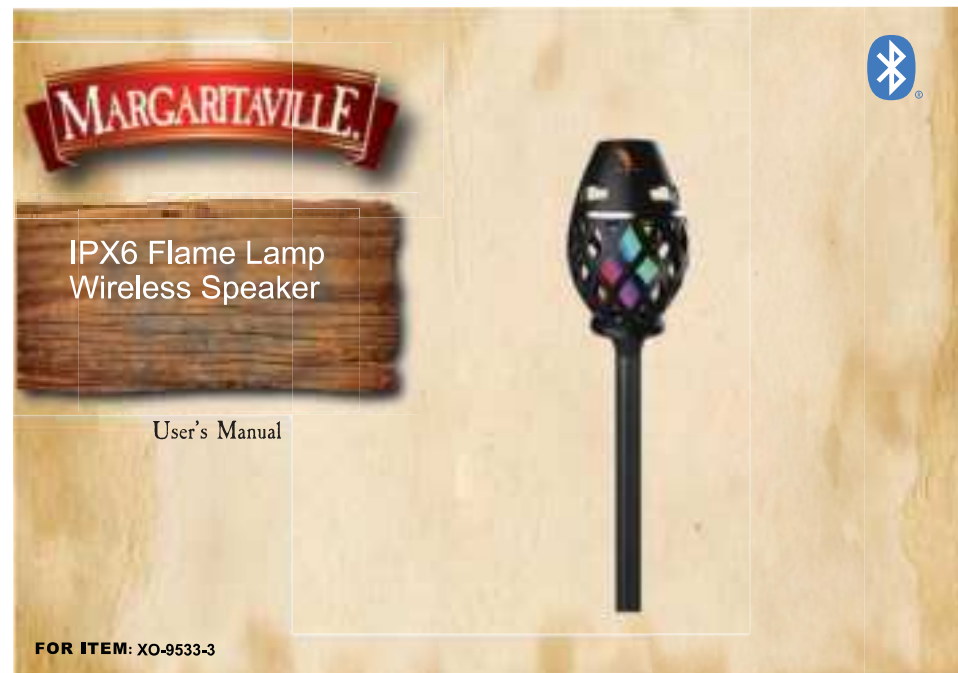 MARGARITAVILLE.
IPX6 Flame Lamp
Wireless Speaker
User's Manual
FOR ITEM: XO-9533-3